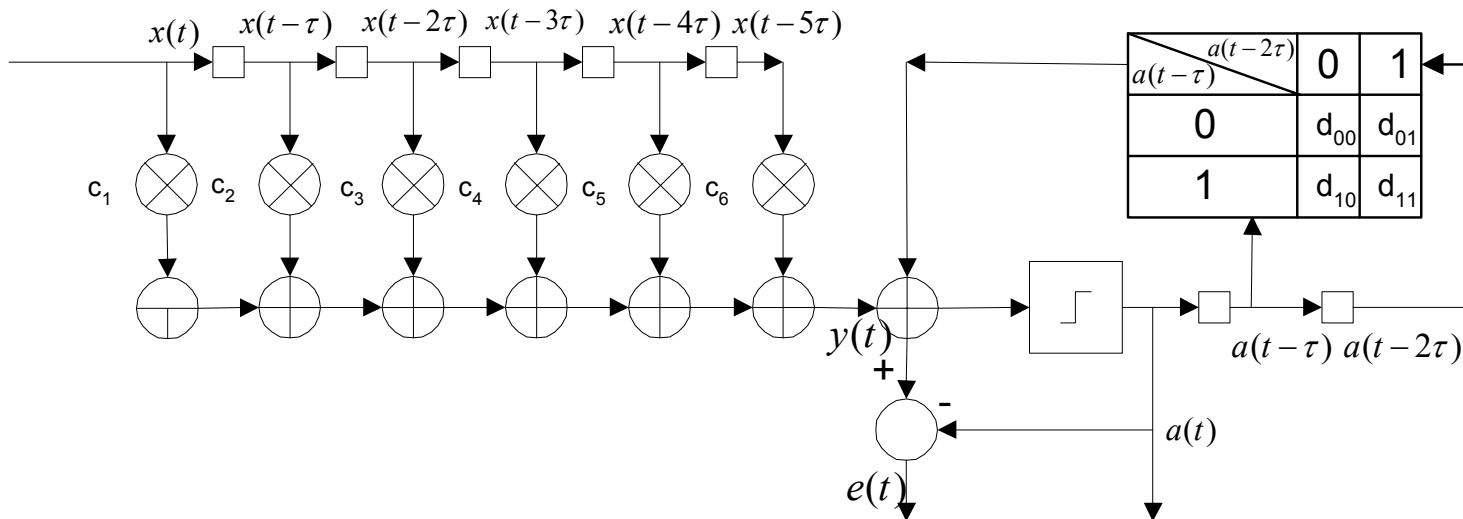 x(t) x(t−τ) x(t−2τ) x(t−3τ) x(t−4τ) x(t−5τ)
a(t−2τ) 0 1
a(t−τ)
0 d₀₀ d₀₁
1 d₁₀ d₁₁
c₁ c₂ c₃ c₄ c₅ c₆
y(t)
+
a(t−τ) a(t−2τ)
-
a(t)
e(t)